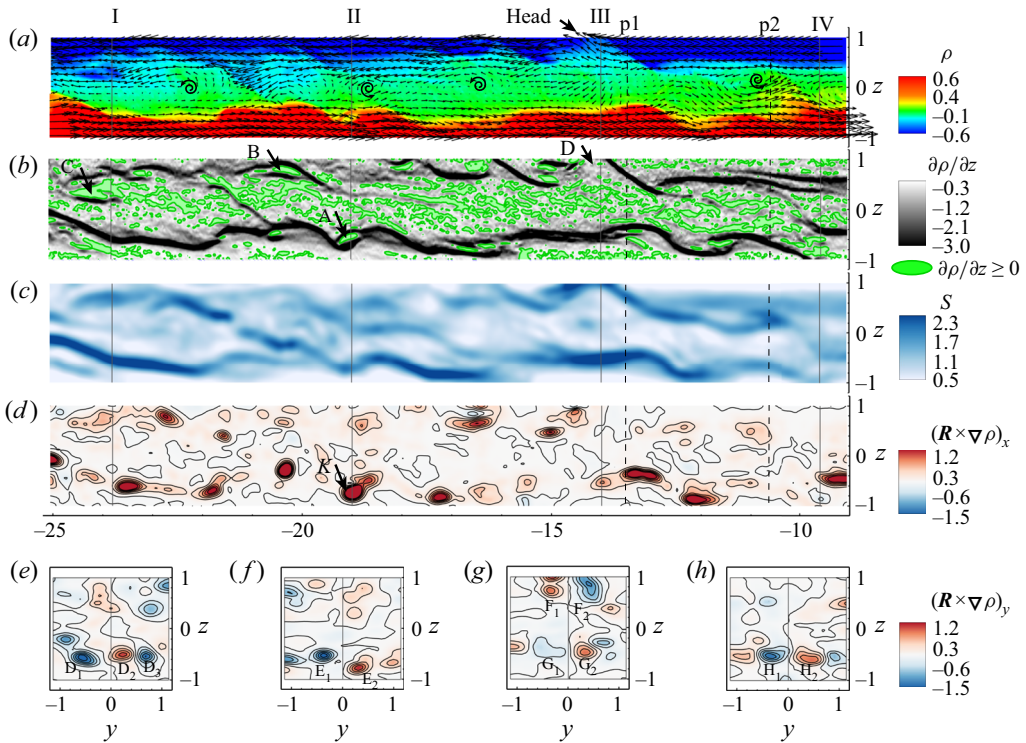 I II Head III p1 p2 IV
(a) 1 ρ
0 z 0.6
0.2
−0.1
−0.6
−1
(b) C B D A 1 ∂ρ/∂z
0 z −0.3
−1.2
−2.1
−3.0
−1
∂ρ/∂z ≥ 0
(c) 1 S
0 z 2.3
1.7
1.1
0.5
−1
(d) K 1 (R × ∇ρ)x
0 z 1.2
0.3
−0.6
−1.5
−1
−25 −20 −15 −10
(e) (f) (g) (h)
1 1 1 1
0 z 0 z 0 z 0 z
−1 −1 −1 −1
D1 D2 D3 E1 E2 F1 F2 G1 G2 H1 H2
(R × ∇ρ)y
1.2
0.3
−0.6
−1.5
−1 0 1 −1 0 1 −1 0 1 −1 0 1
y y y y